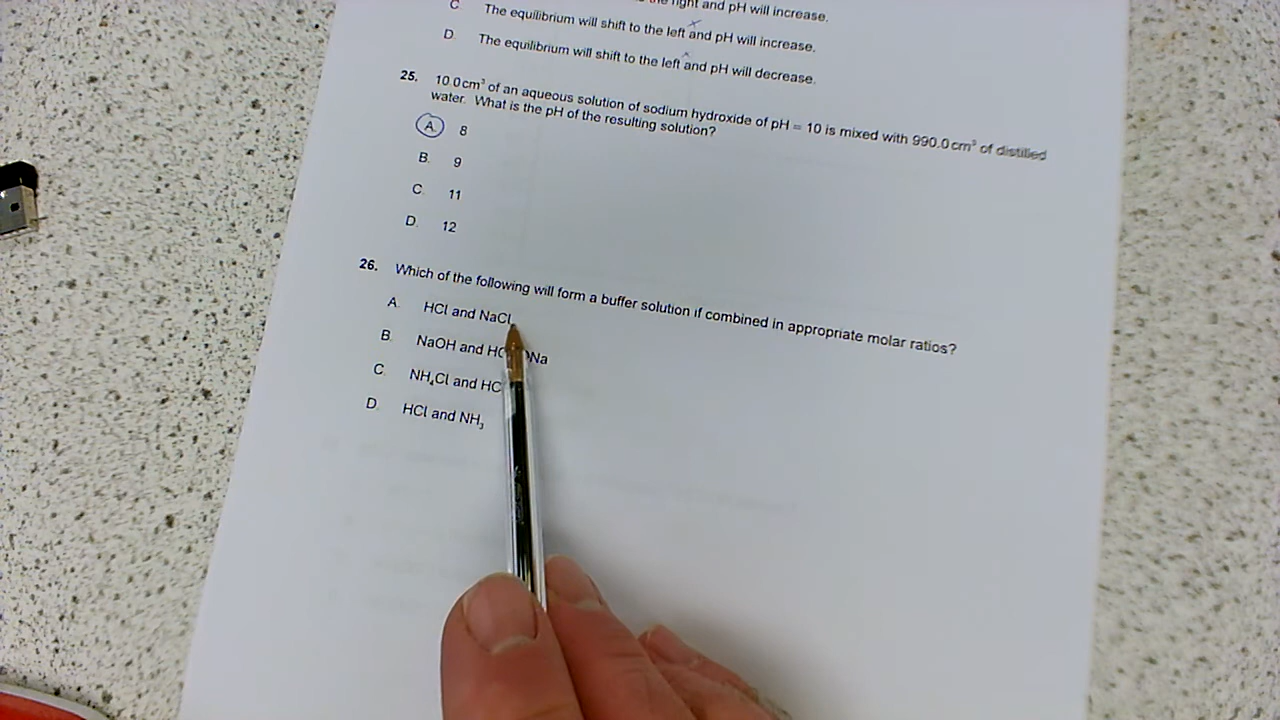 the right and pH will increase.
C. The equilibrium will shift to the left and pH will increase.
D. The equilibrium will shift to the left and pH will decrease.
25. 10.0 cm³ of an aqueous solution of sodium hydroxide of pH = 10 is mixed with 990.0 cm³ of distilled
water. What is the pH of the resulting solution?
A. 8
B. 9
C. 11
D. 12
26. Which of the following will form a buffer solution if combined in appropriate molar ratios?
A. HCl and NaCl
B. NaOH and Na
C. NH₄Cl and
D. HCl and NH₃